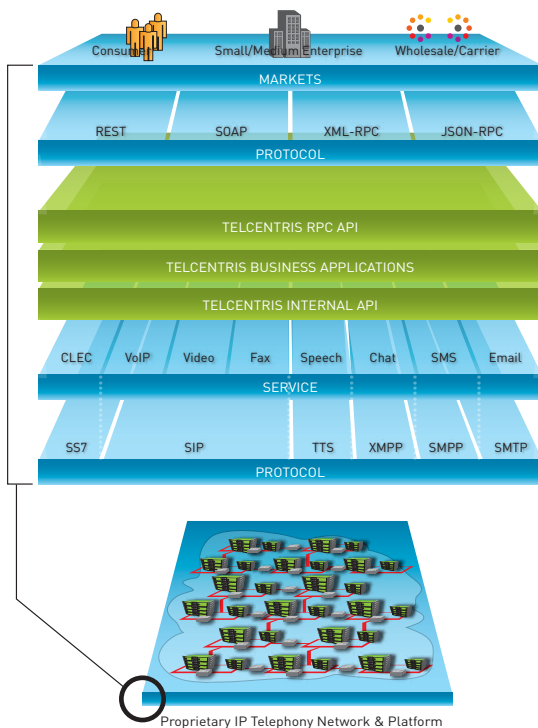 Consumer Small/Medium Enterprise Wholesale/Carrier
MARKETS
REST SOAP XML-RPC JSON-RPC
PROTOCOL
TELCENTRIS RPC API
TELCENTRIS BUSINESS APPLICATIONS
TELCENTRIS INTERNAL API
CLEC VoIP Video Fax Speech Chat SMS Email
SERVICE
SS7 SIP TTS XMPP SMPP SMTP
PROTOCOL
Proprietary IP Telephony Network & Platform